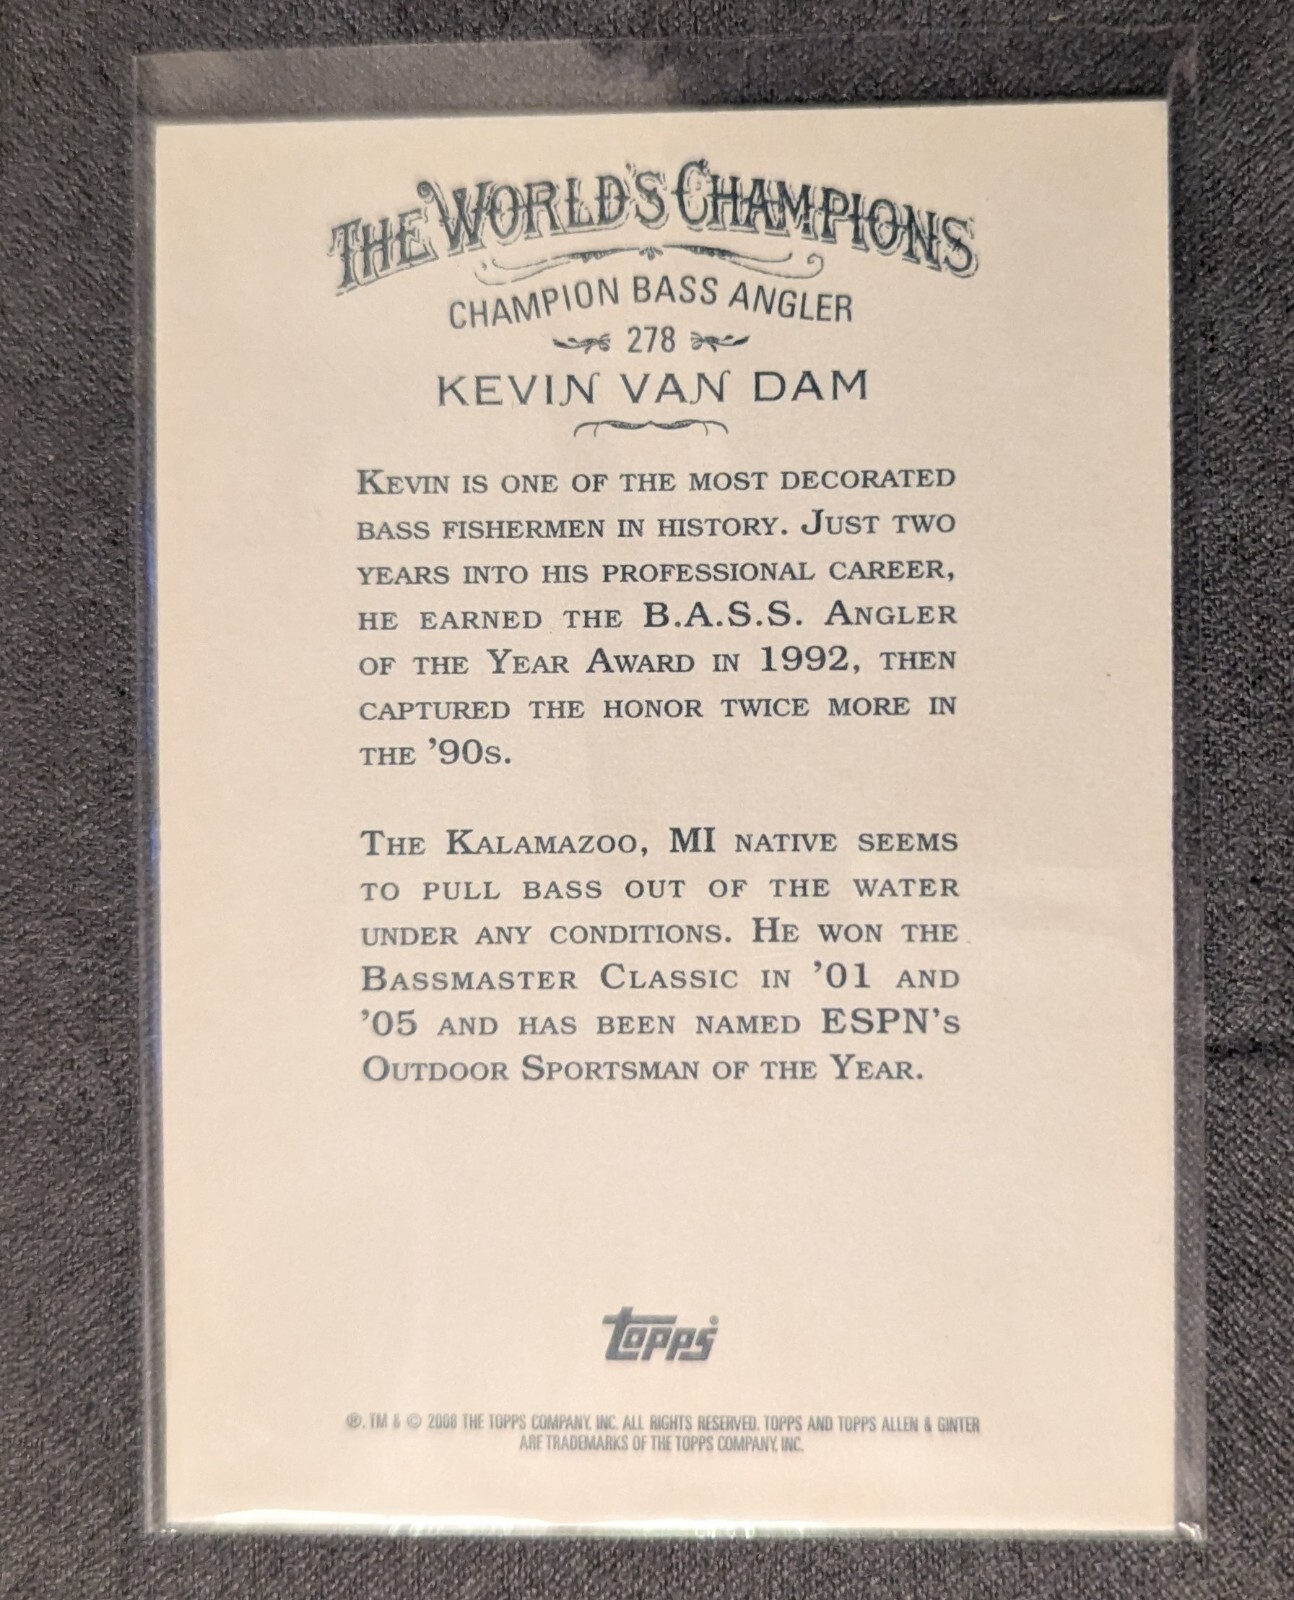 THE WORLD'S CHAMPIONS
CHAMPION BASS ANGLER
278
KEVIN VAN DAM
KEVIN IS ONE OF THE MOST DECORATED
BASS FISHERMEN IN HISTORY. JUST TWO
YEARS INTO HIS PROFESSIONAL CAREER,
HE EARNED THE B.A.S.S. ANGLER
OF THE YEAR AWARD IN 1992, THEN
CAPTURED THE HONOR TWICE MORE IN
THE '90S.
THE KALAMAZOO, MI NATIVE SEEMS
TO PULL BASS OUT OF THE WATER
UNDER ANY CONDITIONS. HE WON THE
BASSMASTER CLASSIC IN '01 AND
'05 AND HAS BEEN NAMED ESPN'S
OUTDOOR SPORTSMAN OF THE YEAR.
topps®
®, TM & © 2008 THE TOPPS COMPANY, INC. ALL RIGHTS RESERVED. TOPPS AND TOPPS ALLEN & GINTER
ARE TRADEMARKS OF THE TOPPS COMPANY, INC.